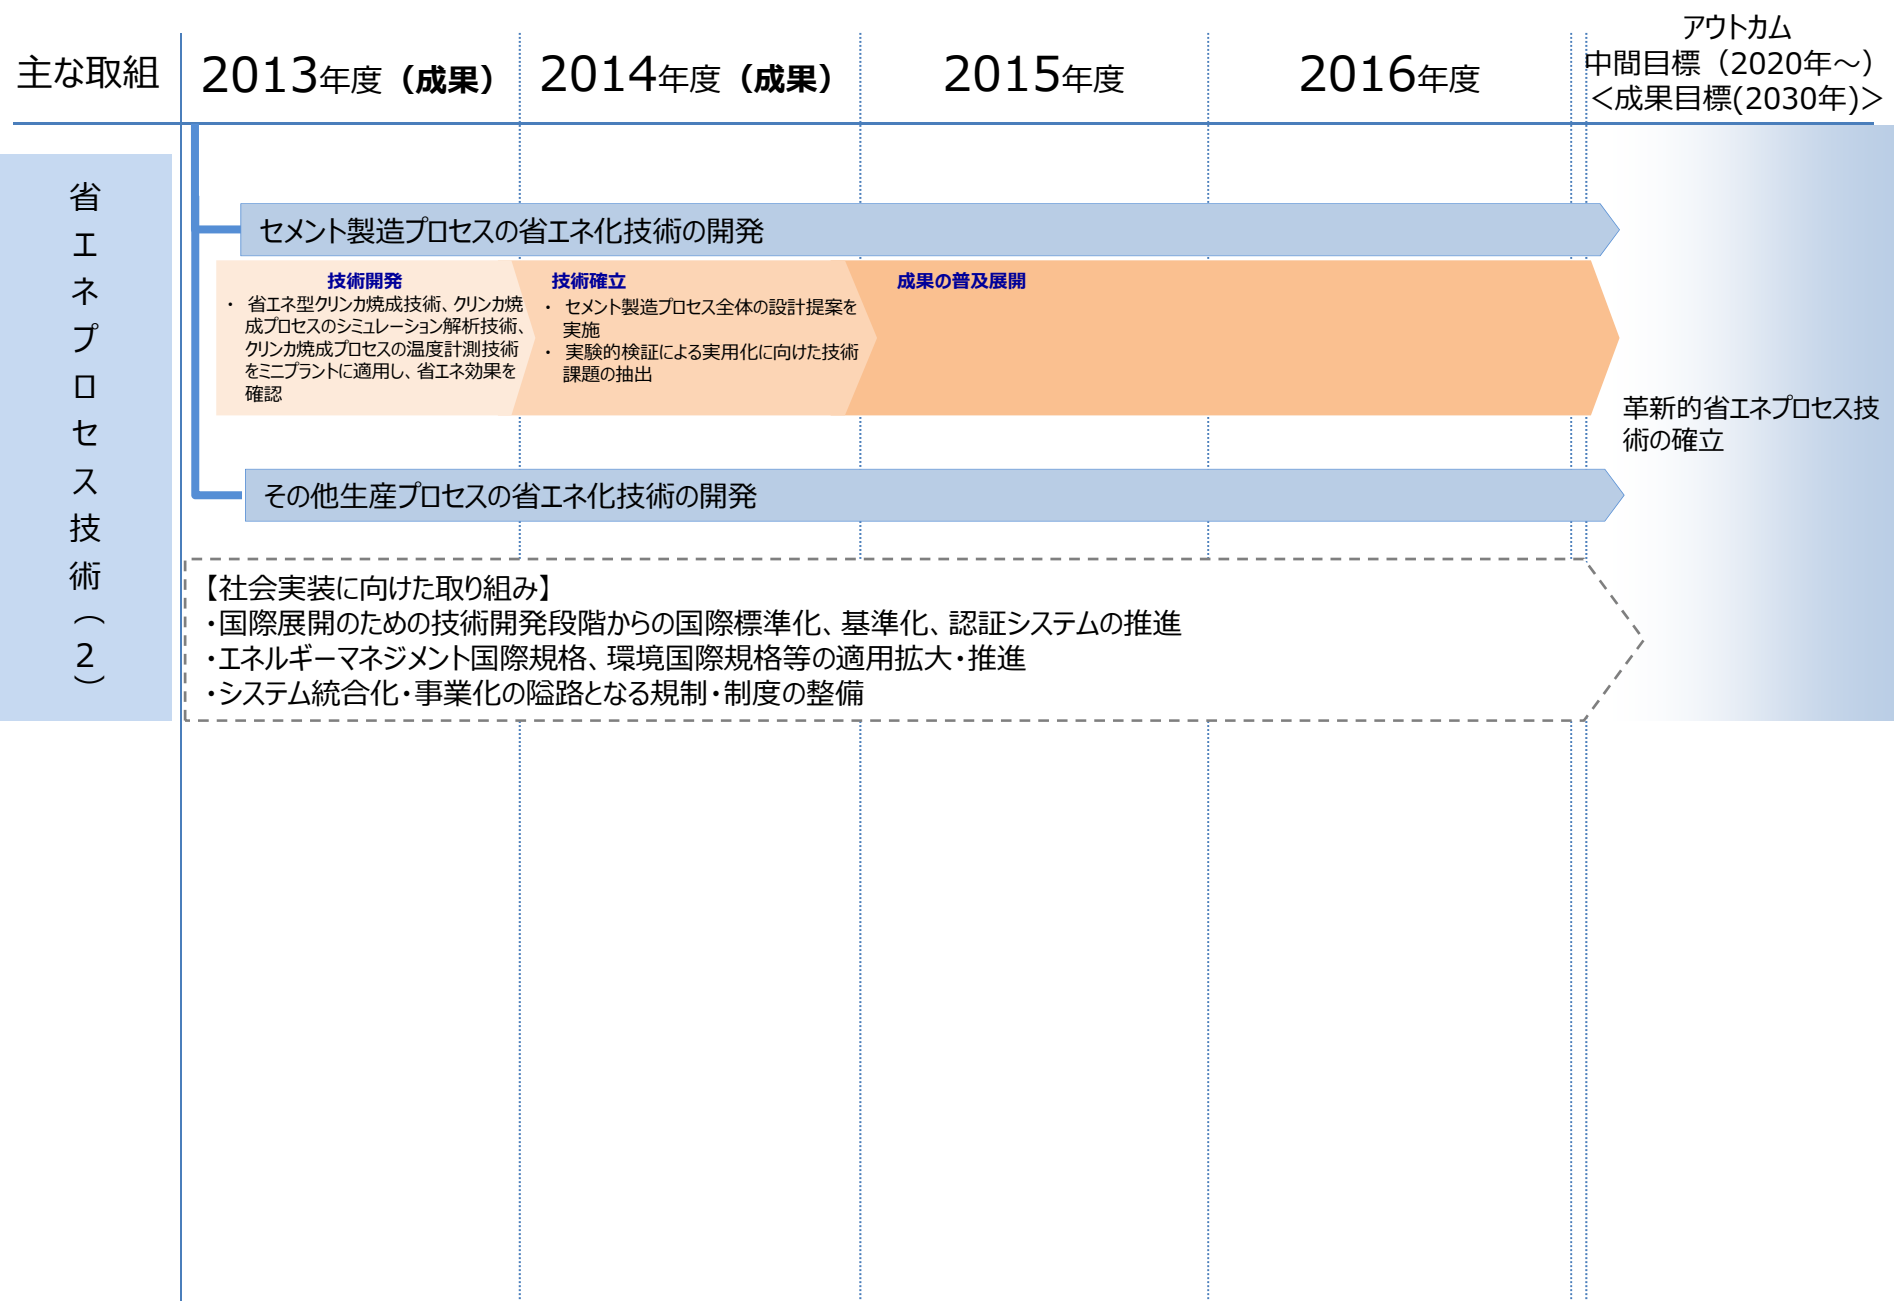 主な取組
2013年度（成果）
2014年度（成果）
2015年度
2016年度
アウトカム
中間目標（2020年～）
＜成果目標(2030年)＞
省エネプロセス技術（2）
セメント製造プロセスの省エネ化技術の開発
技術開発
・ 省エネ型クリンカ焼成技術、クリンカ焼
成プロセスのシミュレーション解析技術、
クリンカ焼成プロセスの温度計測技術
をミニプラントに適用し、省エネ効果を
確認
技術確立
・ セメント製造プロセス全体の設計提案を
実施
・ 実験的検証による実用化に向けた技術
課題の抽出
成果の普及展開
革新的省エネプロセス技
術の確立
その他生産プロセスの省エネ化技術の開発
【社会実装に向けた取り組み】
・国際展開のための技術開発段階からの国際標準化、基準化、認証システムの推進
・エネルギーマネジメント国際規格、環境国際規格等の適用拡大・推進
・システム統合化・事業化の隘路となる規制・制度の整備